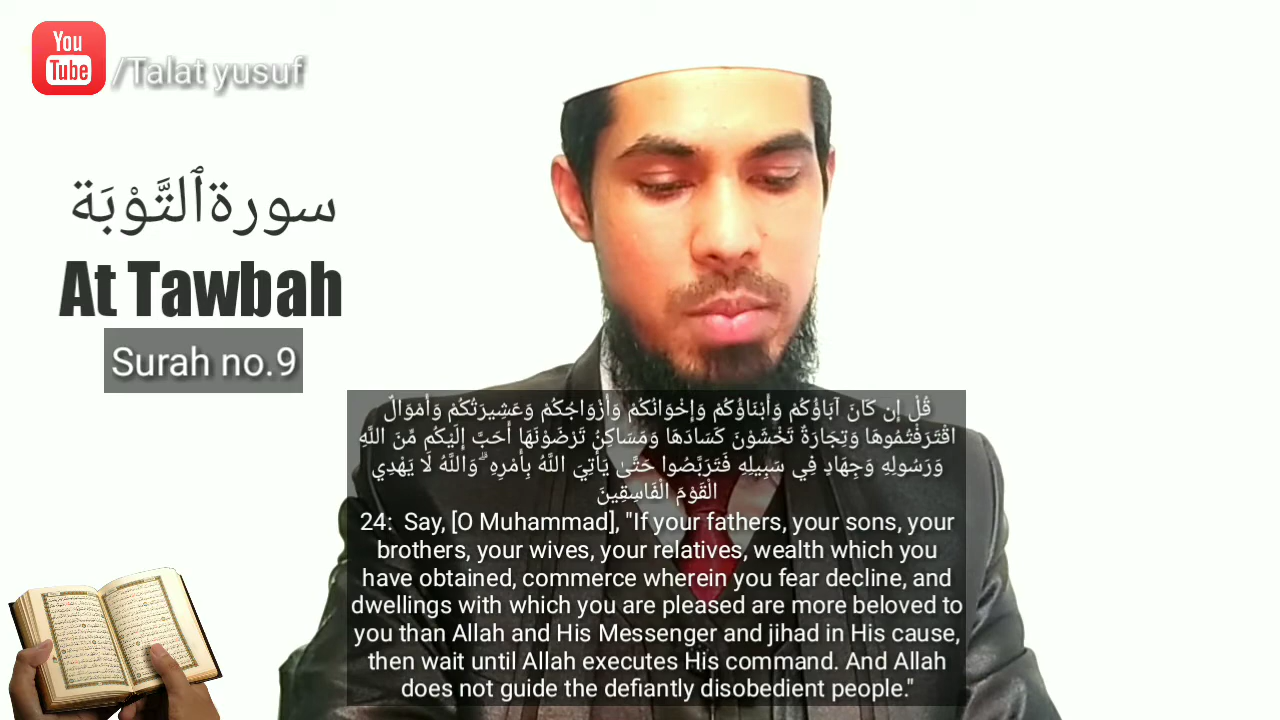 You
Tube
/Talat yusuf
سورةٱلتَّوْبَة
At Tawbah
Surah no.9
قُلْ إِن كَانَ آبَاؤُكُمْ وَأَبْنَاؤُكُمْ وَإِخْوَانُكُمْ وَأَزْوَاجُكُمْ وَعَشِيرَتُكُمْ وَأَمْوَالٌ
اقْتَرَفْتُمُوهَا وَتِجَارَةٌ تَخْشَوْنَ كَسَادَهَا وَمَسَاكِنُ تَرْضَوْنَهَا أَحَبَّ إِلَيْكُم مِّنَ اللَّهِ
وَرَسُولِهِ وَجِهَادٍ فِي سَبِيلِهِ فَتَرَبَّصُوا حَتَّىٰ يَأْتِيَ اللَّهُ بِأَمْرِهِ ۗ وَاللَّهُ لَا يَهْدِي
الْقَوْمَ الْفَاسِقِينَ
24:  Say, [O Muhammad], "If your fathers, your sons, your
brothers, your wives, your relatives, wealth which you
have obtained, commerce wherein you fear decline, and
dwellings with which you are pleased are more beloved to
you than Allah and His Messenger and jihad in His cause,
then wait until Allah executes His command. And Allah
does not guide the defiantly disobedient people."